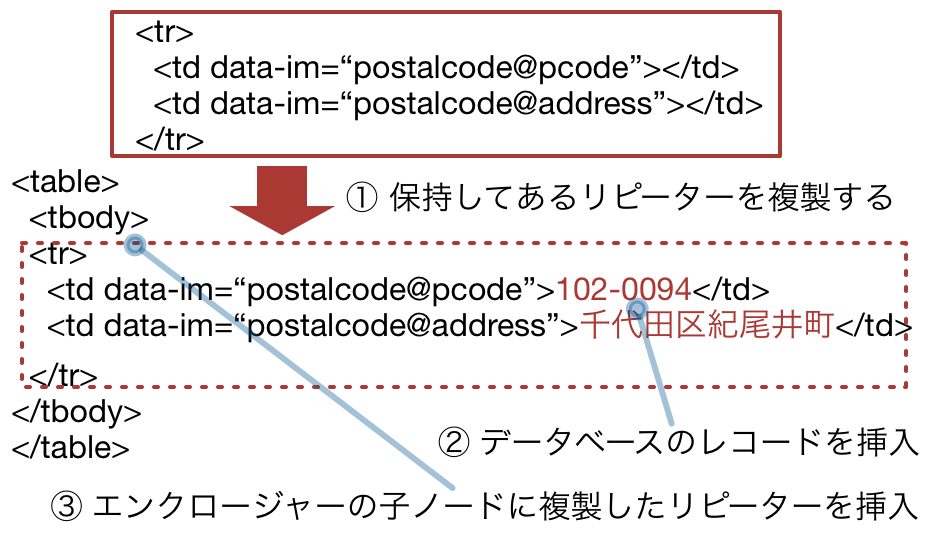 <tr>
<td data-im=“postalcode@pcode”></td>
<td data-im=“postalcode@address”></td>
</tr>
<table>
① 保持してあるリピーターを複製する
<tbody>
<tr>
<td data-im=“postalcode@pcode”>102-0094</td>
<td data-im=“postalcode@address”>千代田区紀尾井町</td>
</tr>
</tbody>
② データベースのレコードを挿入
</table>
③ エンクロージャーの子ノードに複製したリピーターを挿入